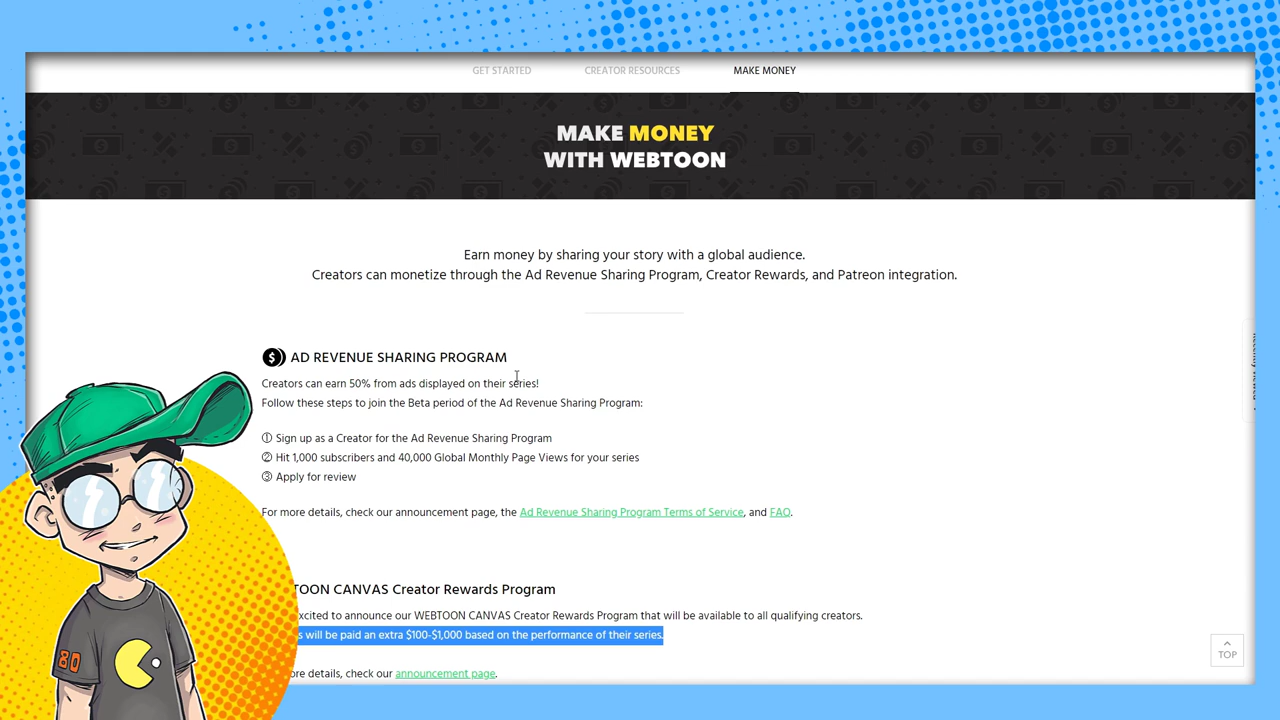 GET STARTED
CREATOR RESOURCES
MAKE MONEY
MAKE MONEY
WITH WEBTOON
Earn money by sharing your story with a global audience.
Creators can monetize through the Ad Revenue Sharing Program, Creator Rewards, and Patreon integration.
$ AD REVENUE SHARING PROGRAM
Creators can earn 50% from ads displayed on their series!
Follow these steps to join the Beta period of the Ad Revenue Sharing Program:
① Sign up as a Creator for the Ad Revenue Sharing Program
② Hit 1,000 subscribers and 40,000 Global Monthly Page Views for your series
③ Apply for review
For more details, check our announcement page, the Ad Revenue Sharing Program Terms of Service, and FAQ.
TOON CANVAS Creator Rewards Program
xcited to announce our WEBTOON CANVAS Creator Rewards Program that will be available to all qualifying creators.
s will be paid an extra $100-$1,000 based on the performance of their series.
ore details, check our announcement page.
TOP
80